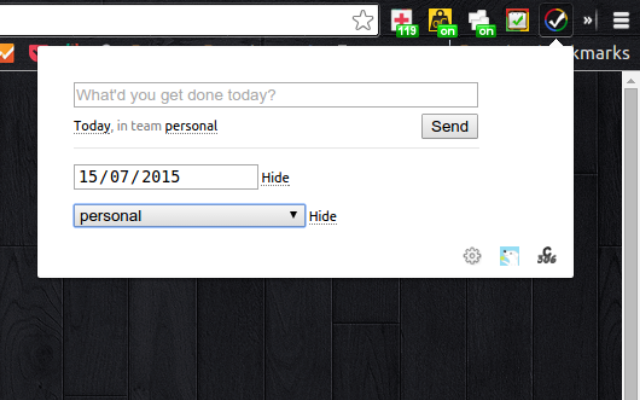 119
on
on
»
kmarks
What'd you get done today?
Today, in team personal
Send
15/07/2015 Hide
personal Hide